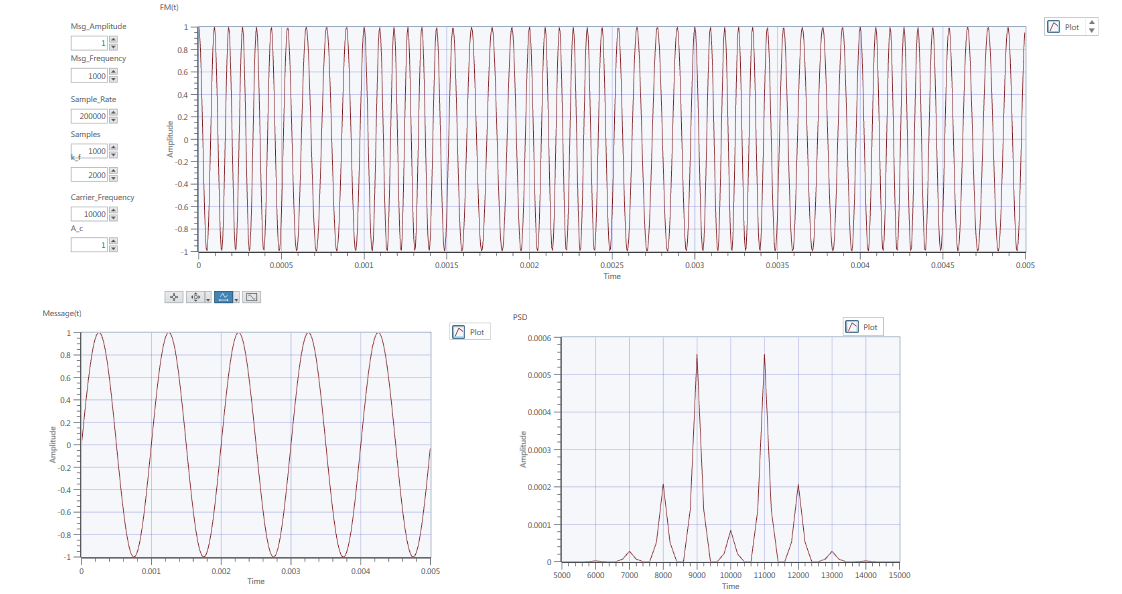 FM(t)
Msg_Amplitude
1
Msg_Frequency
1000
Sample_Rate
200000
Samples
1000
k_f
2000
Carrier_Frequency
10000
A_c
1
Amplitude
1
0.8
0.6
0.4
0.2
0
-0.2
-0.4
-0.6
-0.8
-1
0 0.0005 0.001 0.0015 0.002 0.0025 0.003 0.0035 0.004 0.0045 0.005
Time
Plot
Message(t)
Plot
Amplitude
1
0.8
0.6
0.4
0.2
0
-0.2
-0.4
-0.6
-0.8
-1
0 0.001 0.002 0.003 0.004 0.005
Time
PSD
Plot
Amplitude
0.0006
0.0005
0.0004
0.0003
0.0002
0.0001
0
5000 6000 7000 8000 9000 10000 11000 12000 13000 14000 15000
Time